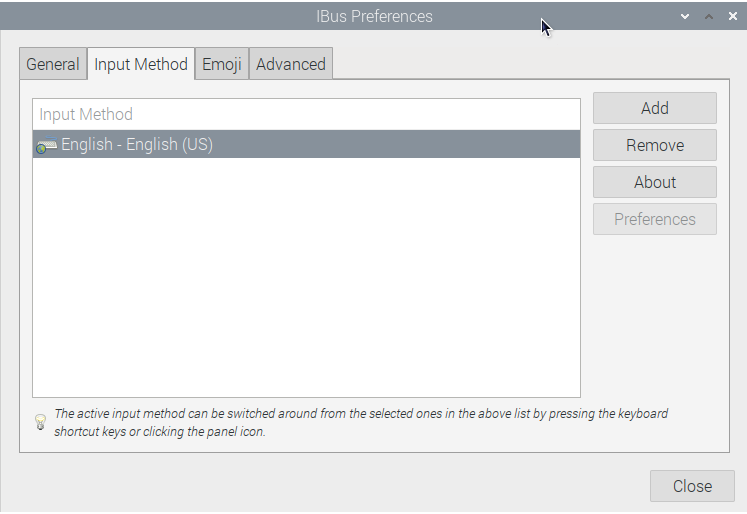 IBus Preferences
General Input Method Emoji Advanced
Input Method
English - English (US)
Add
Remove
About
Preferences
The active input method can be switched around from the selected ones in the above list by pressing the keyboard
shortcut keys or clicking the panel icon.
Close